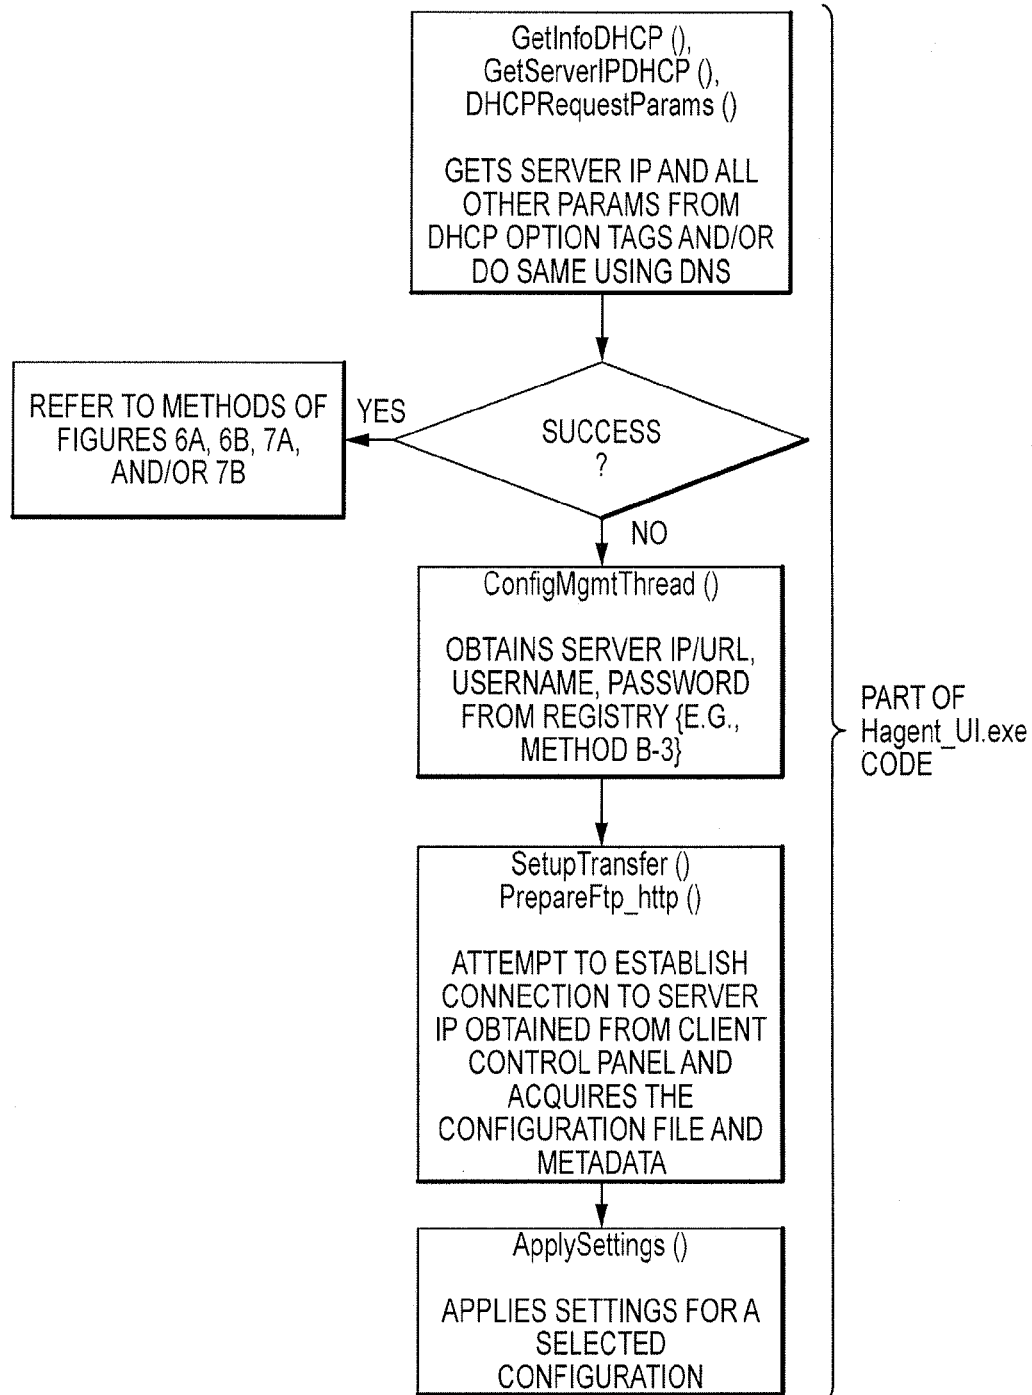 GetInfoDHCP (),
GetServerIPDHCP (),
DHCPRequestParams ()
GETS SERVER IP AND ALL
OTHER PARAMS FROM
DHCP OPTION TAGS AND/OR
DO SAME USING DNS
REFER TO METHODS OF
FIGURES 6A, 6B, 7A,
AND/OR 7B
YES
SUCCESS
?
NO
ConfigMgmtThread ()
OBTAINS SERVER IP/URL,
USERNAME, PASSWORD
FROM REGISTRY {E.G.,
METHOD B-3}
PART OF
Hagent_UI.exe
CODE
SetupTransfer ()
PrepareFtp_http ()
ATTEMPT TO ESTABLISH
CONNECTION TO SERVER
IP OBTAINED FROM CLIENT
CONTROL PANEL AND
ACQUIRES THE
CONFIGURATION FILE AND
METADATA
ApplySettings ()
APPLIES SETTINGS FOR A
SELECTED
CONFIGURATION